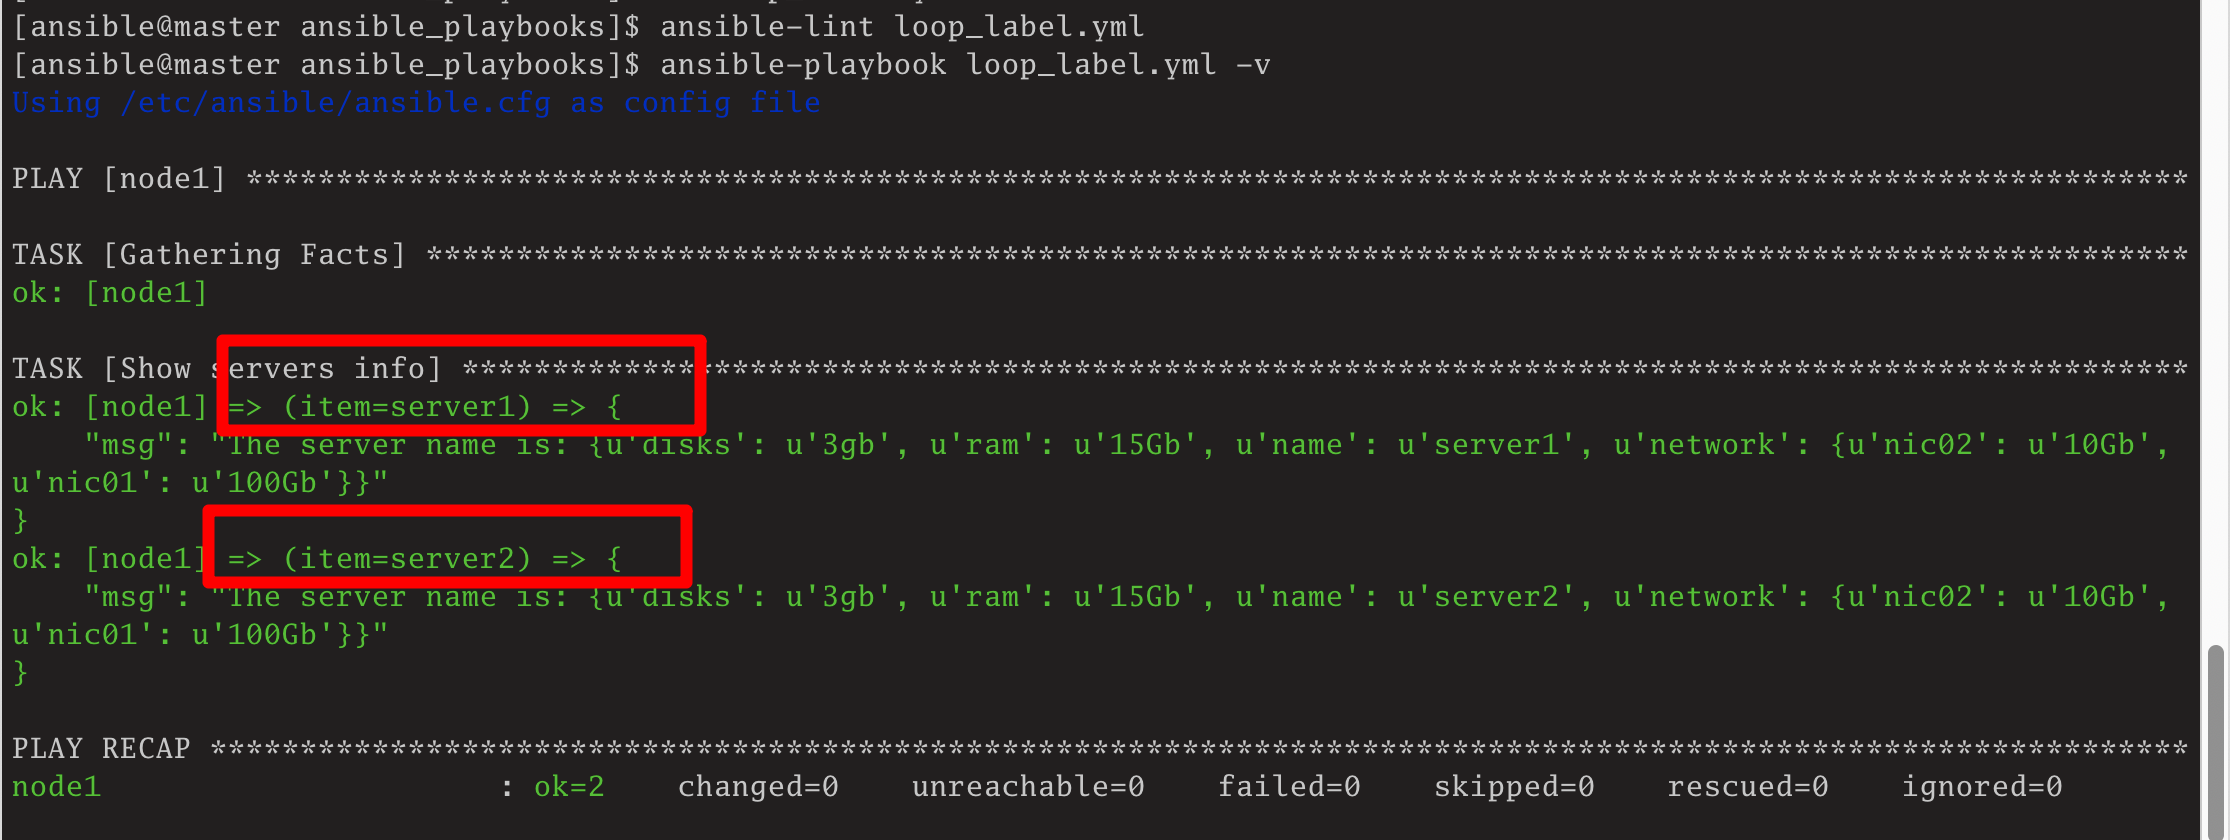 [ansible@master ansible_playbooks]$ ansible-lint loop_label.yml
[ansible@master ansible_playbooks]$ ansible-playbook loop_label.yml -v
Using /etc/ansible/ansible.cfg as config file
PLAY [node1] ************************************************************************************************************
TASK [Gathering Facts] **************************************************************************************************
ok: [node1]
TASK [Show servers info] ************************************************************************************************
ok: [node1] => (item=server1) => {
    "msg": "The server name is: {u'disks': u'3gb', u'ram': u'15Gb', u'name': u'server1', u'network': {u'nic02': u'10Gb',
u'nic01': u'100Gb'}}"
}
ok: [node1] => (item=server2) => {
    "msg": "The server name is: {u'disks': u'3gb', u'ram': u'15Gb', u'name': u'server2', u'network': {u'nic02': u'10Gb',
u'nic01': u'100Gb'}}"
}
PLAY RECAP **************************************************************************************************************
node1                      : ok=2    changed=0    unreachable=0    failed=0    skipped=0    rescued=0    ignored=0